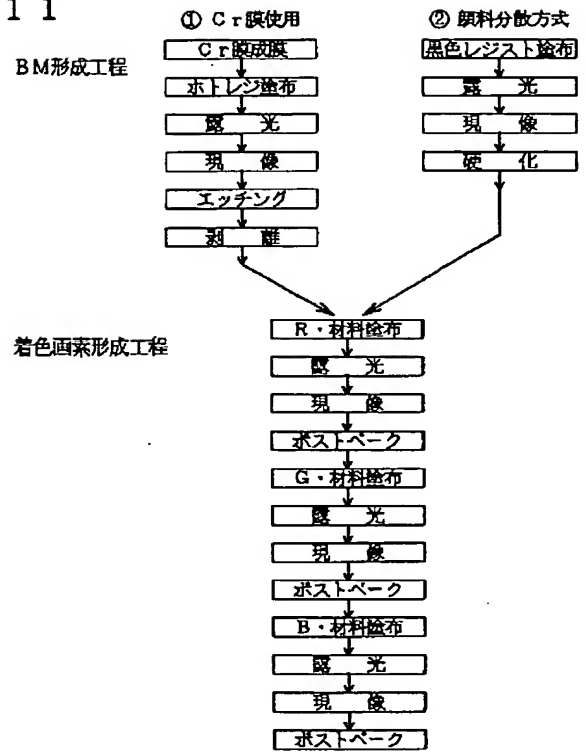 11
① Cr膜使用
②顔料分散方式
BM形成工程
Cr膜成膜
ホトレジ塗布
露光
現像
エッチング
剥離
黒色レジスト塗布
露光
現像
硬化
着色画素形成工程
R・材料塗布
露光
現像
ポストベーク
G・材料塗布
露光
現像
ポストベーク
B・材料塗布
露光
現像
ポストベーク